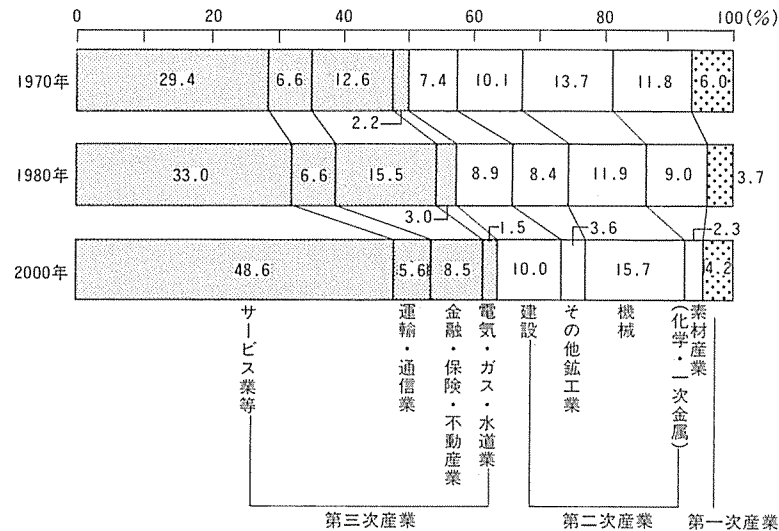 0 20 40 60 80 100(%)
1970年 29.4 6.6 12.6 7.4 10.1 13.7 11.8 6.0
2.2
1980年 33.0 6.6 15.5 8.9 8.4 11.9 9.0 3.7
3.0 1.5 3.6 2.3
2000年 48.6 5.6 8.5 10.0 15.7 4.2
サービス業等
運輸・通信業
金融・保険・不動産業
電気・ガス・水道業
建設
その他鉱工業
機械
素材産業
(化学・一次金属)
第三次産業 第二次産業 第一次産業